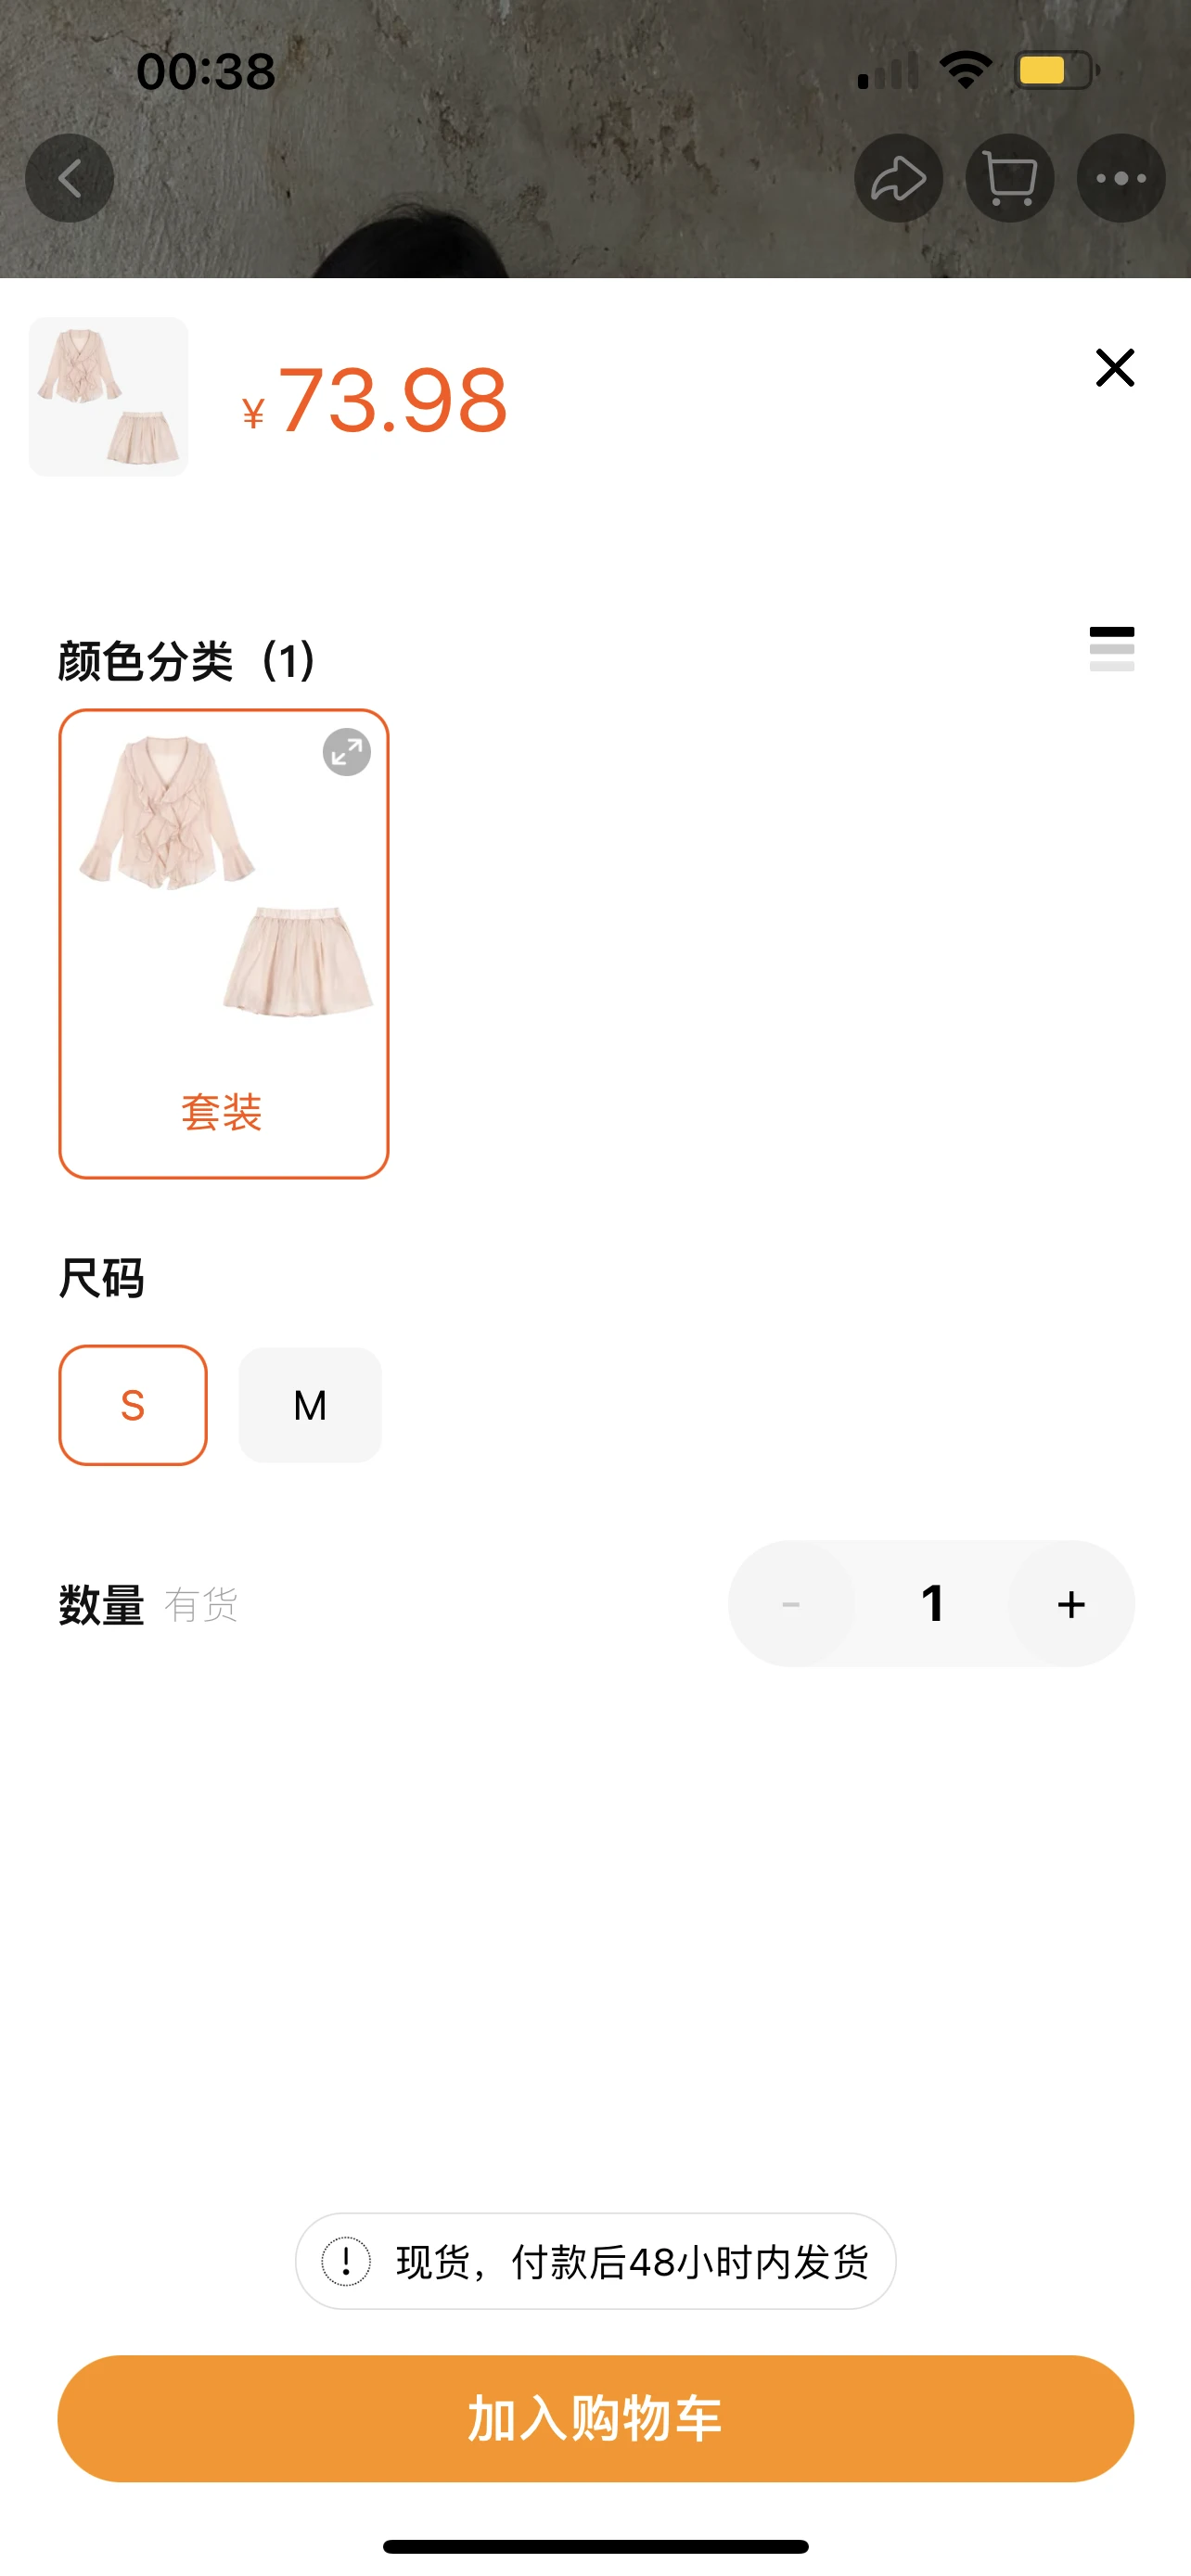 00:38
¥73.98
颜色分类（1）
套装
尺码
S
M
数量 有货
- 1 +
! 现货，付款后48小时内发货
加入购物车